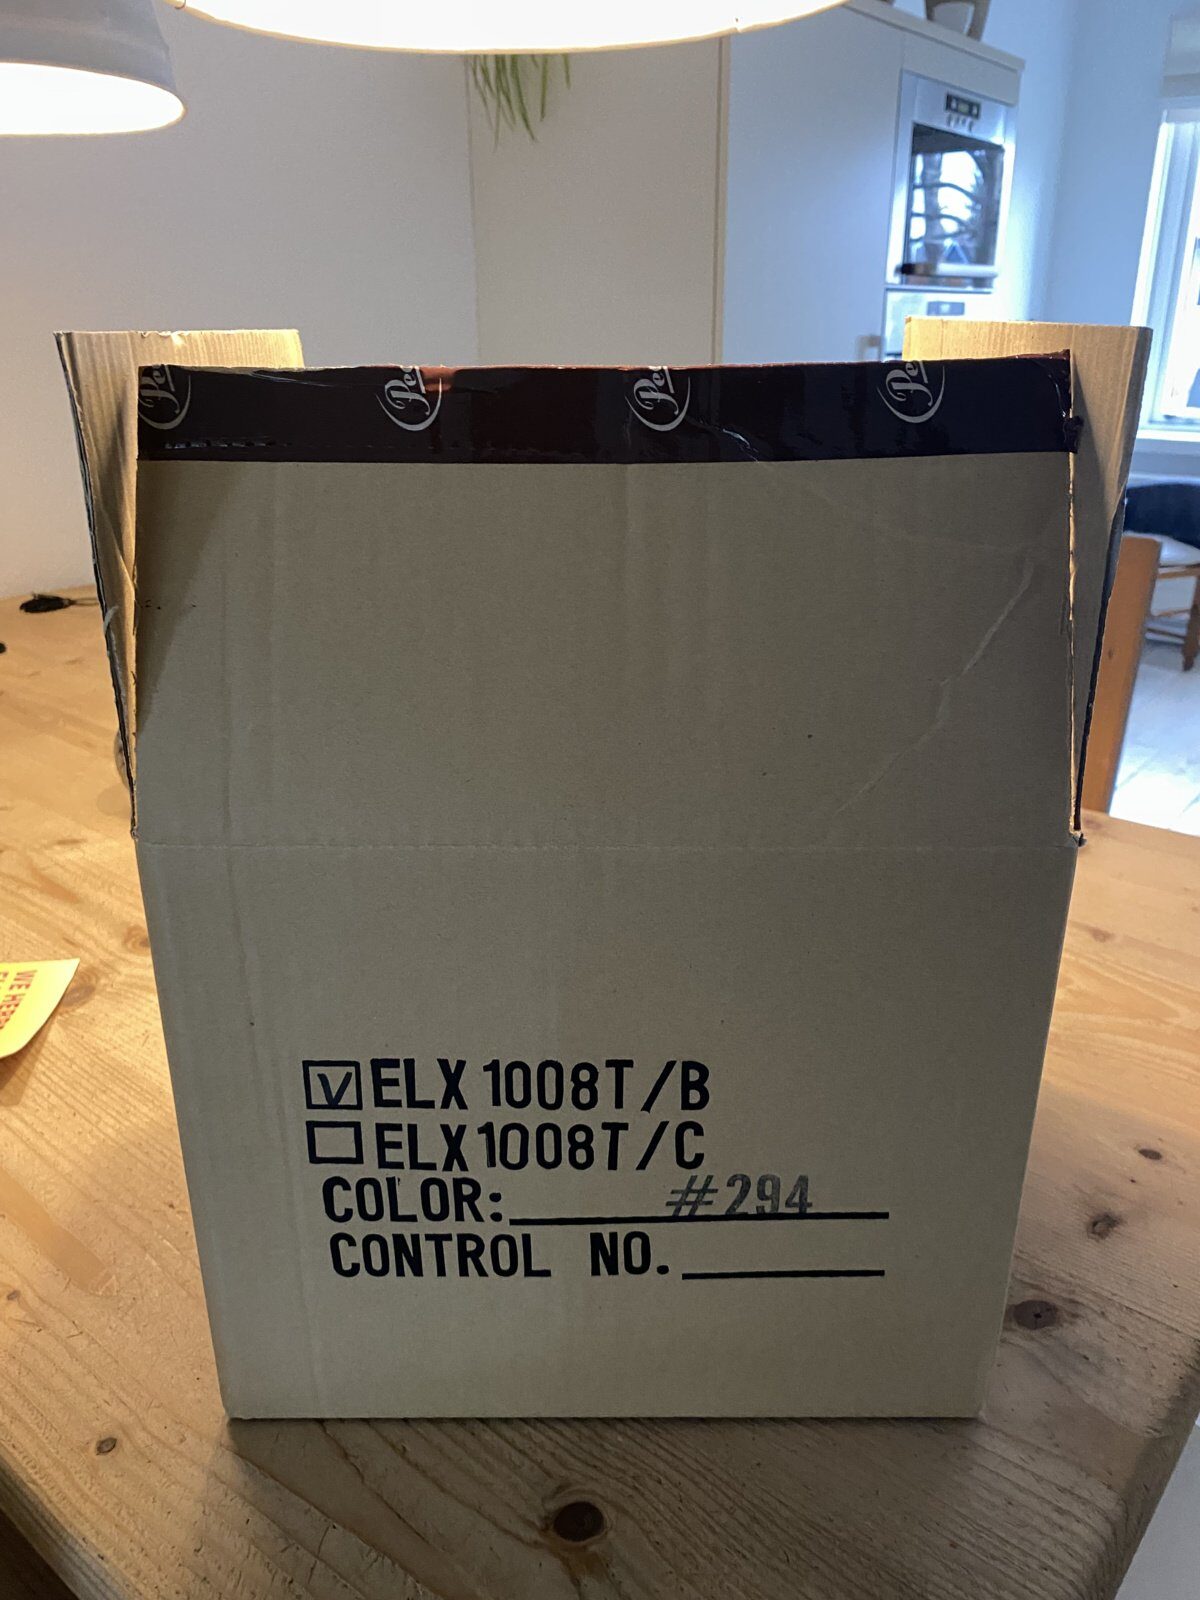 V ELX 1008T/B
ELX 1008T/C
COLOR: #294
CONTROL NO.